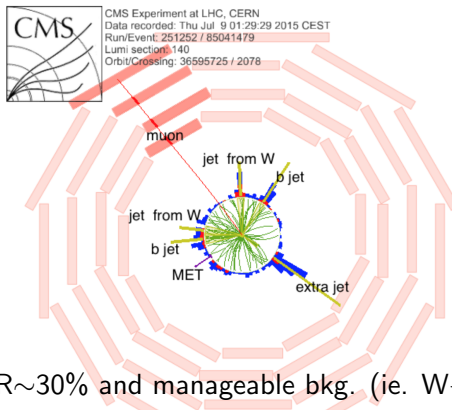 CMS
CMS Experiment at LHC, CERN
Data recorded: Thu Jul 9 01:29:29 2015 CEST
Run/Event: 251252 / 85041479
Lumi section: 140
Orbit/Crossing: 36595725 / 2078
muon
jet from W
b jet
jet from W
b jet
MET
extra jet
R∼30% and manageable bkg. (ie. W